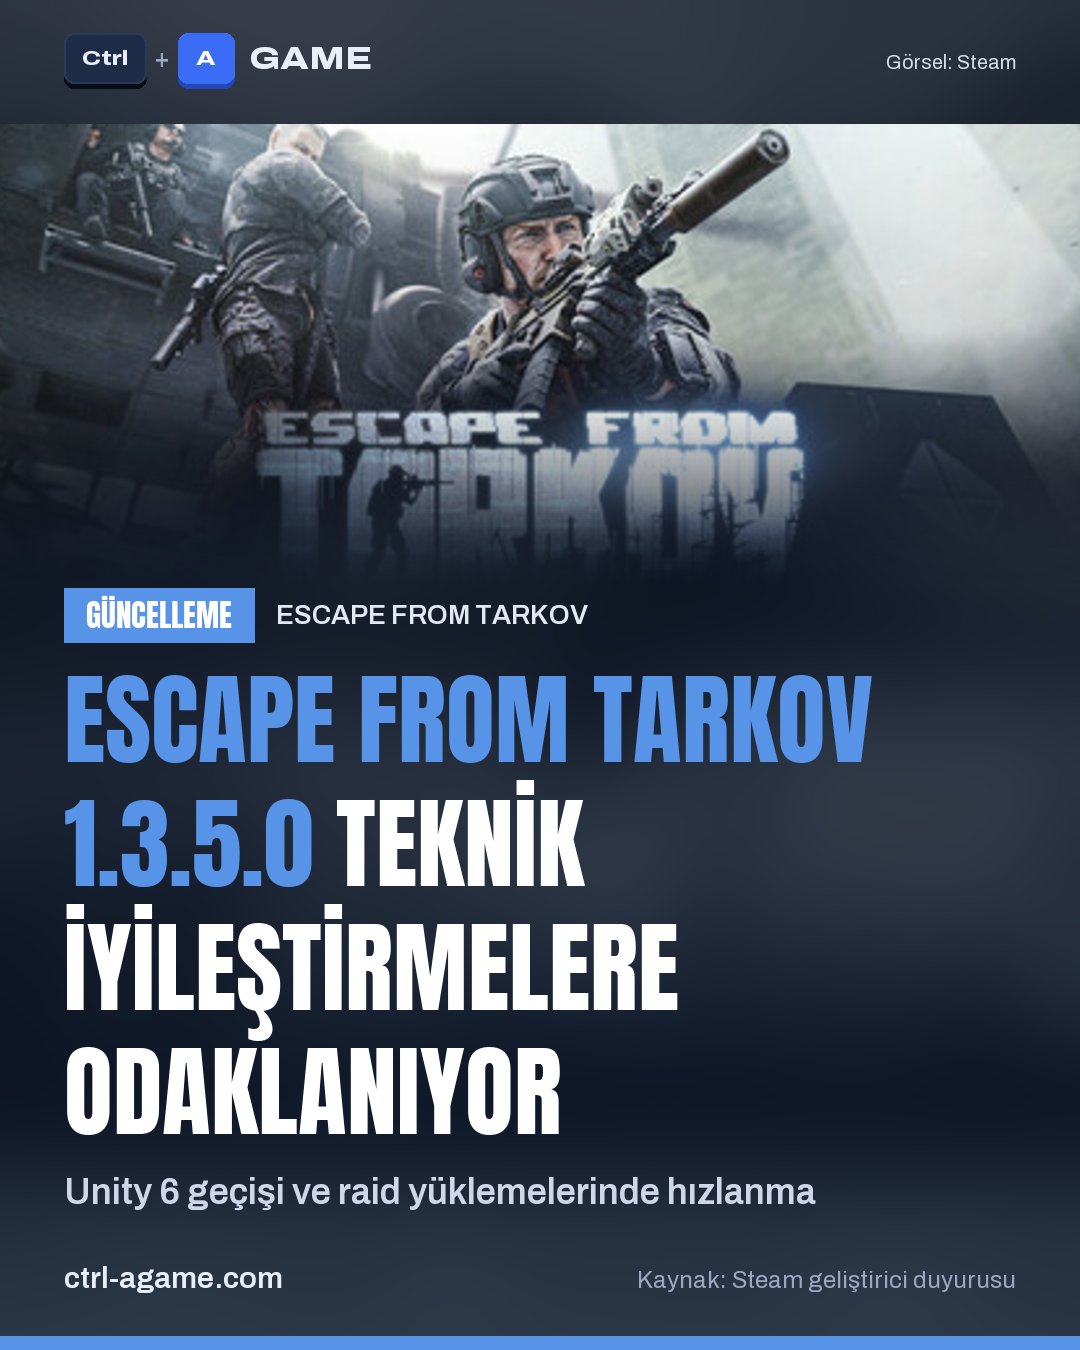 Ctrl + A GAME
Görsel: Steam
ESCAPE FROM
TARKOV
GÜNCELLEME ESCAPE FROM TARKOV
ESCAPE FROM TARKOV
1.3.5.0 TEKNİK
İYİLEŞTİRMELERE
ODAKLANIYOR
Unity 6 geçişi ve raid yüklemelerinde hızlanma
ctrl-agame.com
Kaynak: Steam geliştirici duyurusu